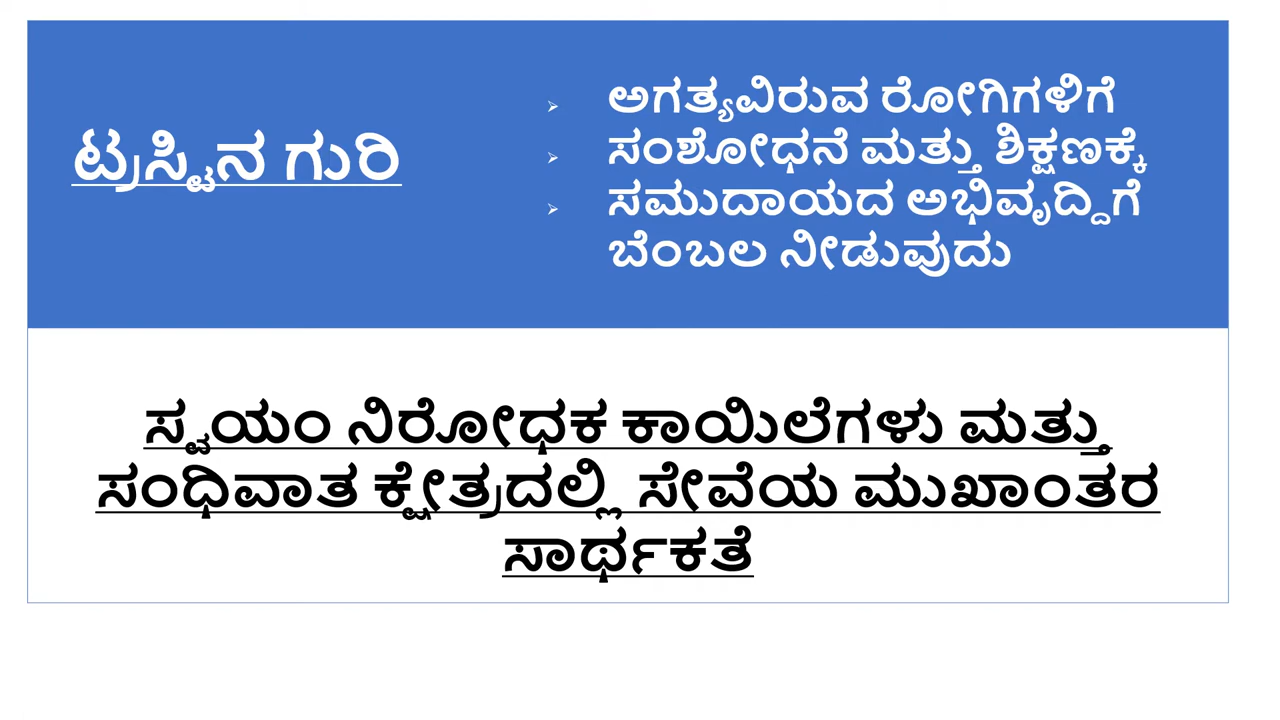 ಟ್ರಸ್ಟಿನ ಗುರಿ
ಅಗತ್ಯವಿರುವ ರೋಗಿಗಳಿಗೆ
ಸಂಶೋಧನೆ ಮತ್ತು ಶಿಕ್ಷಣಕ್ಕೆ
ಸಮುದಾಯದ ಅಭಿವೃದ್ದಿಗೆ
ಬೆಂಬಲ ನೀಡುವುದು
ಸ್ವಯಂ ನಿರೋಧಕ ಕಾಯಿಲೆಗಳು ಮತ್ತು
ಸಂಧಿವಾತ ಕ್ಷೇತ್ರದಲ್ಲಿ ಸೇವೆಯ ಮುಖಾಂತರ
ಸಾರ್ಥಕತೆ